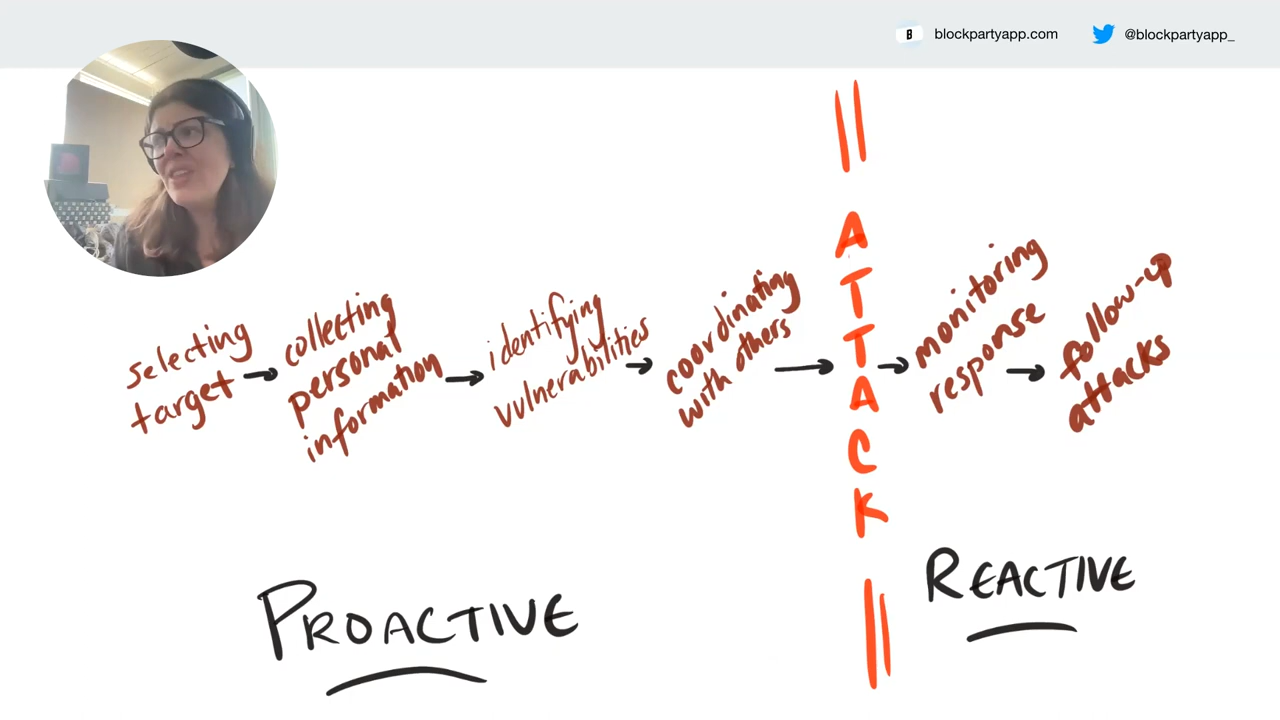 blockpartyapp.com
@blockpartyapp_
selecting
target
collecting
personal
information
identifying
vulnerabilities
coordinating
with others
ATTACK
monitoring
response
follow-up
attacks
PROACTIVE
REACTIVE